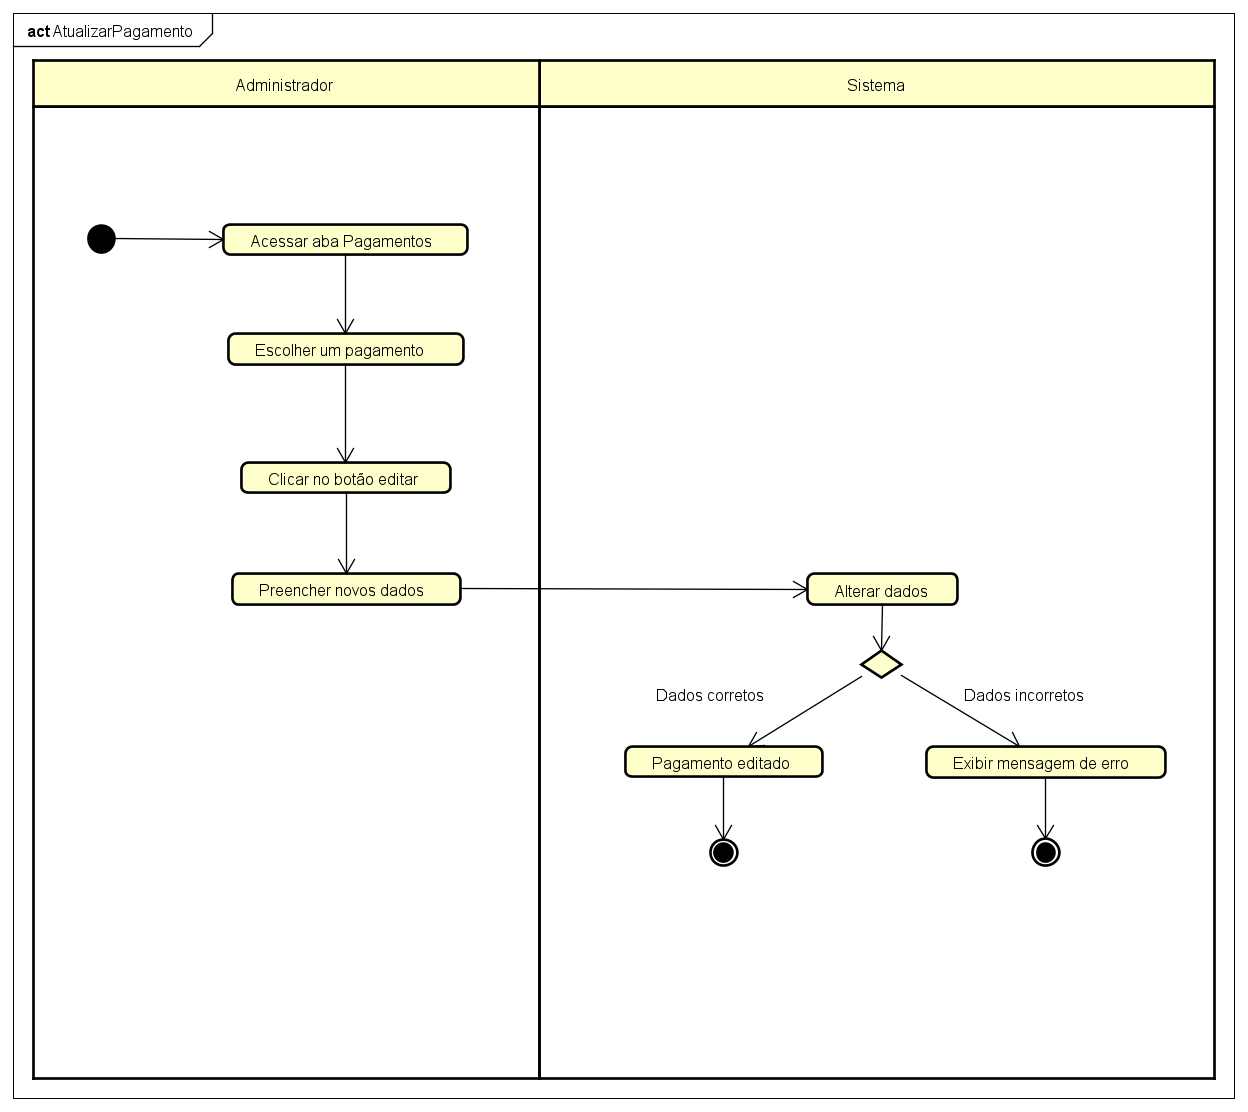 act AtualizarPagamento
Administrador
Sistema
Acessar aba Pagamentos
Escolher um pagamento
Clicar no botão editar
Preencher novos dados
Alterar dados
Dados corretos
Dados incorretos
Pagamento editado
Exibir mensagem de erro